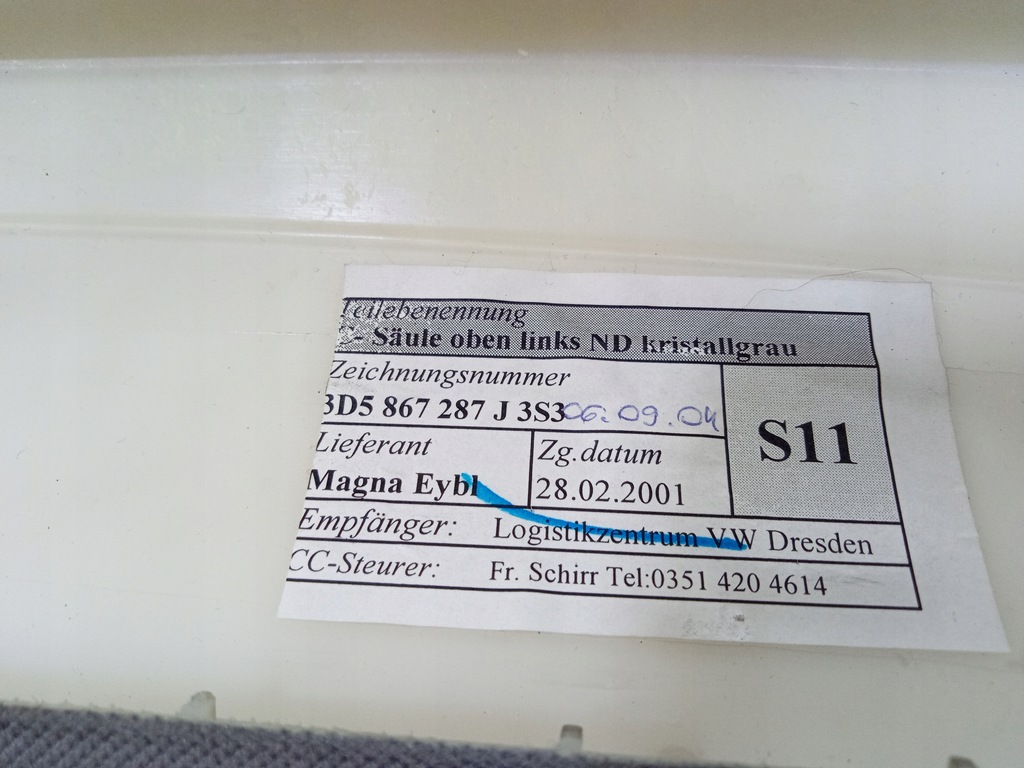 Teilebenennung
- Säule oben links ND kristallgrau
Zeichnungsnummer
3D5 867 287 J 3S3 06.09.04
S11
Lieferant
Magna Eybl
Zg.datum
28.02.2001
Empfänger: Logistikzentrum VW Dresden
CC-Steurer: Fr. Schirr Tel:0351 420 4614